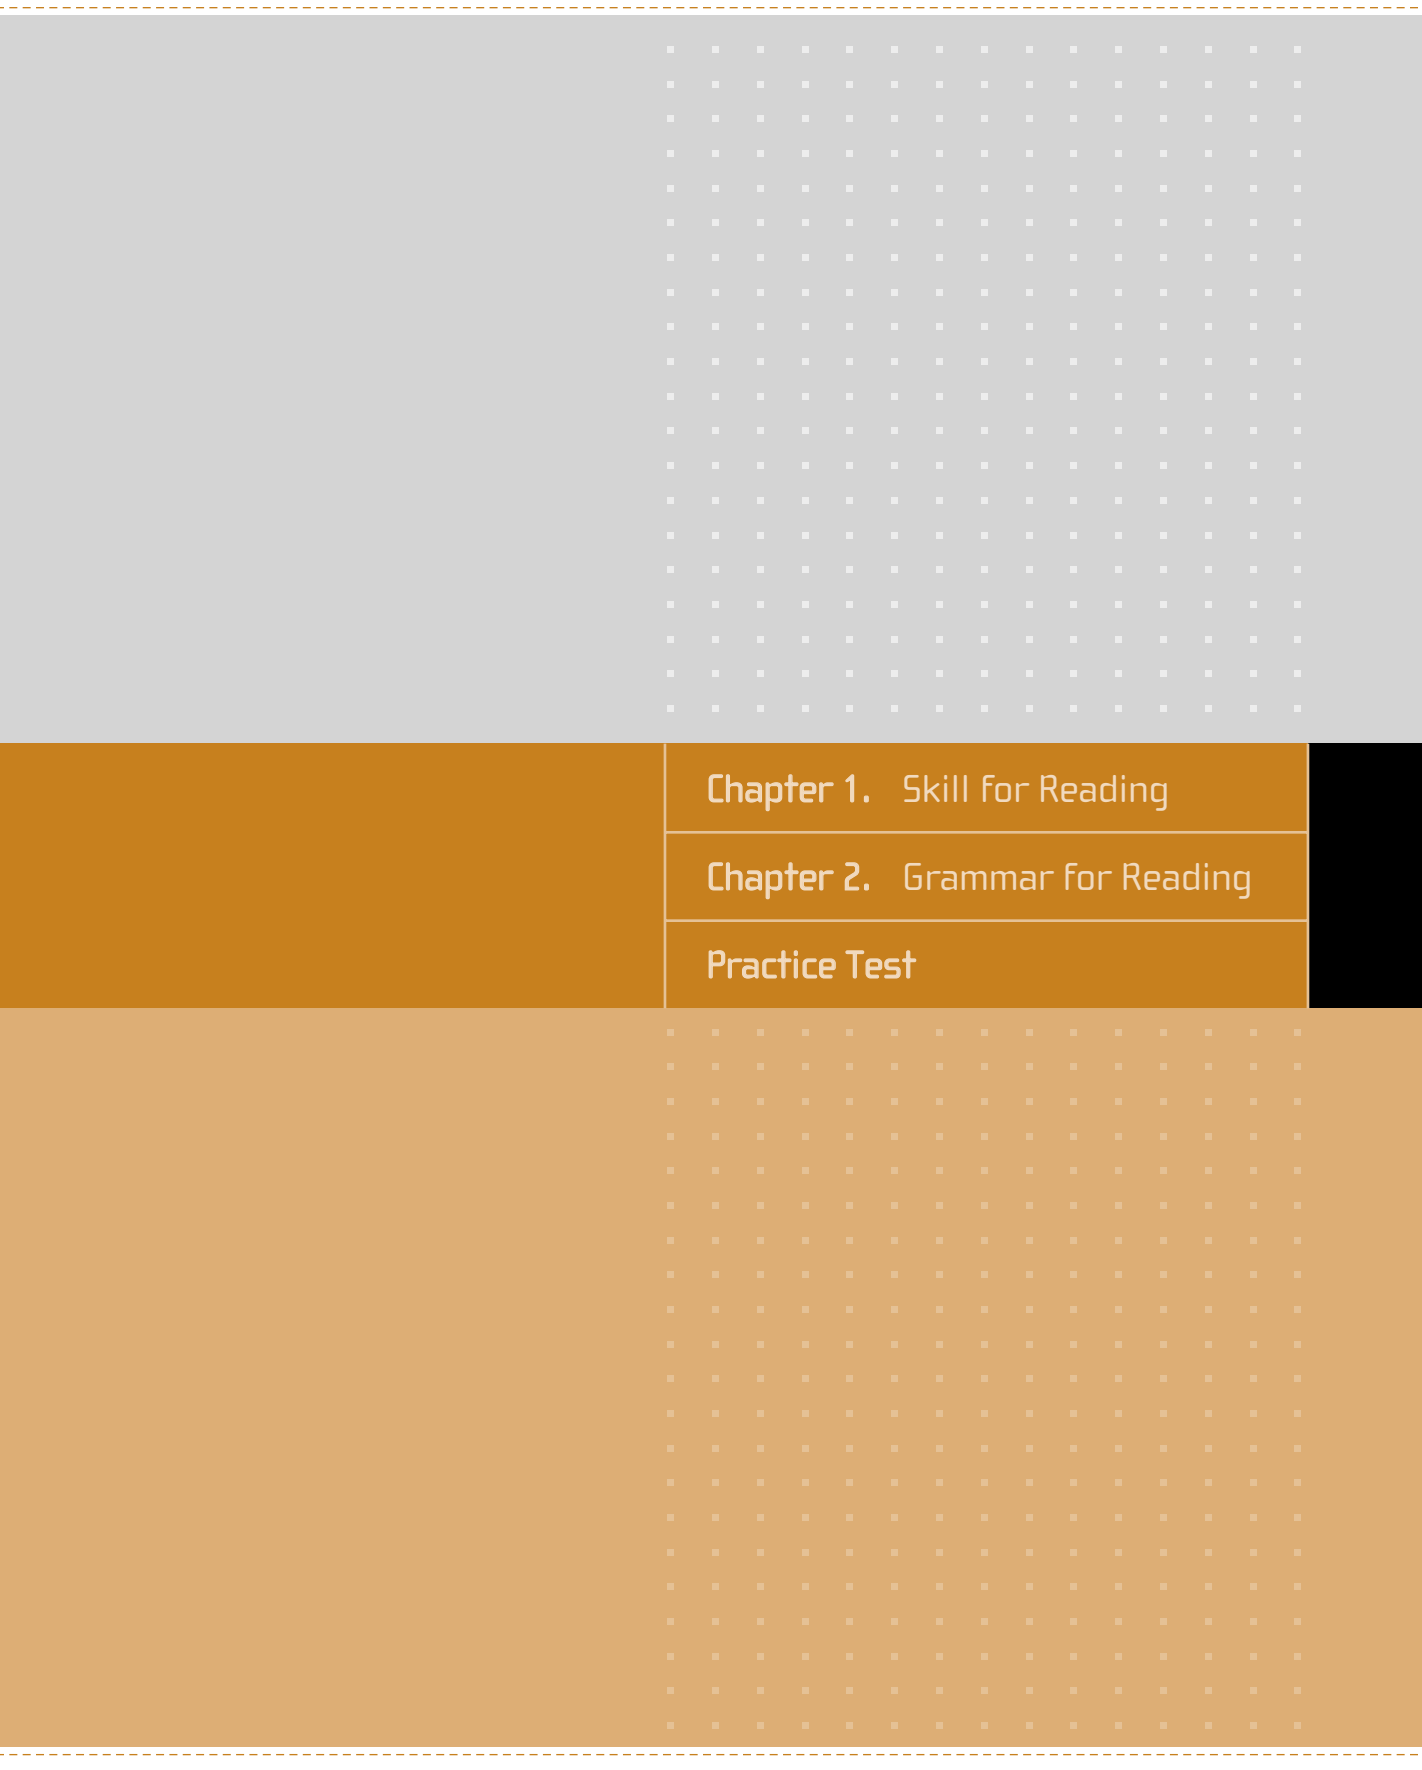 Chapter 1. Skill for Reading
Chapter 2. Grammar for Reading
Practice Test